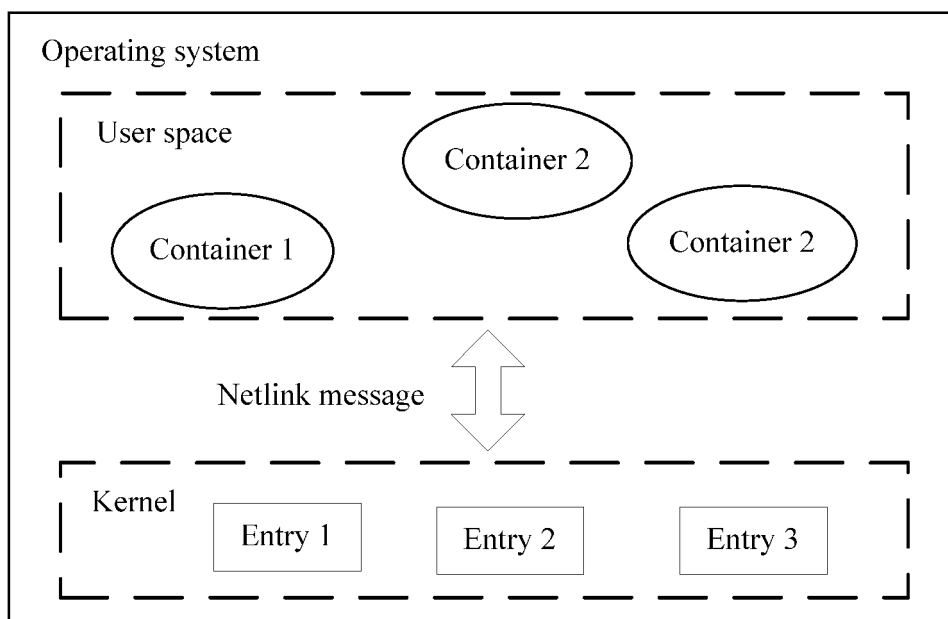 Operating system
User space
Container 2
Container 1
Container 2
Netlink message
Kernel
Entry 1
Entry 2
Entry 3